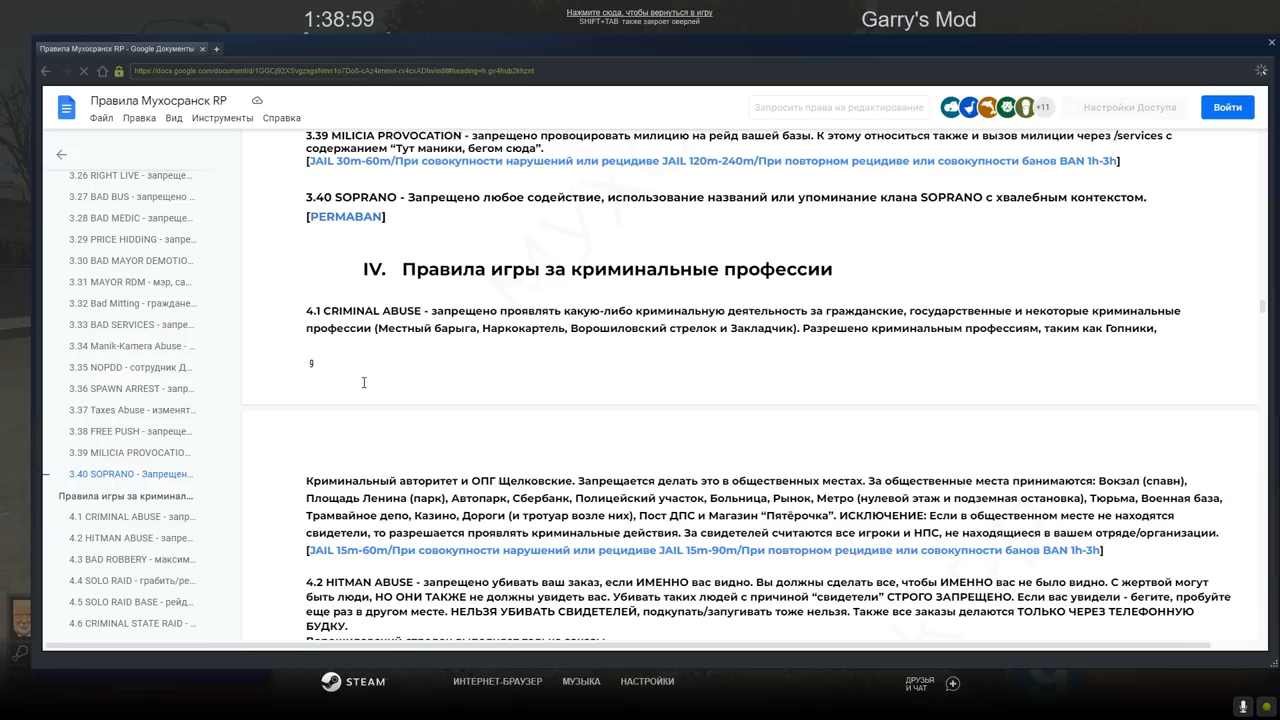 1:38:59
Нажмите сюда, чтобы вернуться в игру
SHIFT+TAB также закроет оверлей
Garry's Mod
Правила Мухосранск RP - Google Документы
Правила Мухосранск RP
Запросить права на редактирование
+11
Настройки Доступа
Войти
Файл Правка Вид Инструменты Справка
3.26 RIGHT LIVE - запреще...
3.27 BAD BUS - запрещено ...
3.28 BAD MEDIC - запреще...
3.29 PRICE HIDDING - запре...
3.30 BAD MAYOR DEMOTIO...
3.31 MAYOR RDM - мэр, са...
3.32 Bad Mitting - граждане...
3.33 BAD SERVICES - запре...
3.34 Manik-Kamera Abuse - ...
3.35 NOPDD - сотрудник Д...
3.36 SPAWN ARREST - запр...
3.37 Taxes Abuse - изменят...
3.38 FREE PUSH - запреще...
3.39 MILICIA PROVOCATIO...
3.40 SOPRANO - Запрещен...
Правила игры за криминал...
4.1 CRIMINAL ABUSE - запр...
4.2 HITMAN ABUSE - запре...
4.3 BAD ROBBERY - максим...
4.4 SOLO RAID - грабить/ре...
4.5 SOLO RAID BASE - рейд...
4.6 CRIMINAL STATE RAID - ...
3.39 MILICIA PROVOCATION - запрещено провоцировать милицию на рейд вашей базы. К этому относиться также и вызов милиции через /services с
содержанием “Тут маники, бегом сюда”.
[JAIL 30m-60m/При совокупности нарушений или рецидиве JAIL 120m-240m/При повторном рецидиве или совокупности банов BAN 1h-3h]
3.40 SOPRANO - Запрещено любое содействие, использование названий или упоминание клана SOPRANO с хвалебным контекстом.
[PERMABAN]
IV. Правила игры за криминальные профессии
4.1 CRIMINAL ABUSE - запрещено проявлять какую-либо криминальную деятельность за гражданские, государственные и некоторые криминальные
профессии (Местный барыга, Наркокартель, Ворошиловский стрелок и Закладчик). Разрешено криминальным профессиям, таким как Гопники,
9
Криминальный авторитет и ОПГ Щелковские. Запрещается делать это в общественных местах. За общественные места принимаются: Вокзал (спавн),
Площадь Ленина (парк), Автопарк, Сбербанк, Полицейский участок, Больница, Рынок, Метро (нулевой этаж и подземная остановка), Тюрьма, Военная база,
Трамвайное депо, Казино, Дороги (и тротуар возле них), Пост ДПС и Магазин “Пятёрочка”. ИСКЛЮЧЕНИЕ: Если в общественном месте не находятся
свидетели, то разрешается проявлять криминальные действия. За свидетелей считаются все игроки и НПС, не находящиеся в вашем отряде/организации.
[JAIL 15m-60m/При совокупности нарушений или рецидиве JAIL 15m-90m/При повторном рецидиве или совокупности банов BAN 1h-3h]
4.2 HITMAN ABUSE - запрещено убивать ваш заказ, если ИМЕННО вас видно. Вы должны сделать все, чтобы ИМЕННО вас не было видно. С жертвой могут
быть люди, НО ОНИ ТАКЖЕ не должны увидеть вас. Убивать таких людей с причиной “свидетели” СТРОГО ЗАПРЕЩЕНО. Если вас увидели - бегите, пробуйте
еще раз в другом месте. НЕЛЬЗЯ УБИВАТЬ СВИДЕТЕЛЕЙ, подкупать/запугивать тоже нельзя. Также все заказы делаются ТОЛЬКО ЧЕРЕЗ ТЕЛЕФОННУЮ
БУДКУ.
Ворошиловский стрелок выполняет только заказы.
STEAM
ИНТЕРНЕТ-БРАУЗЕР МУЗЫКА НАСТРОЙКИ
ДРУЗЬЯ
И ЧАТ